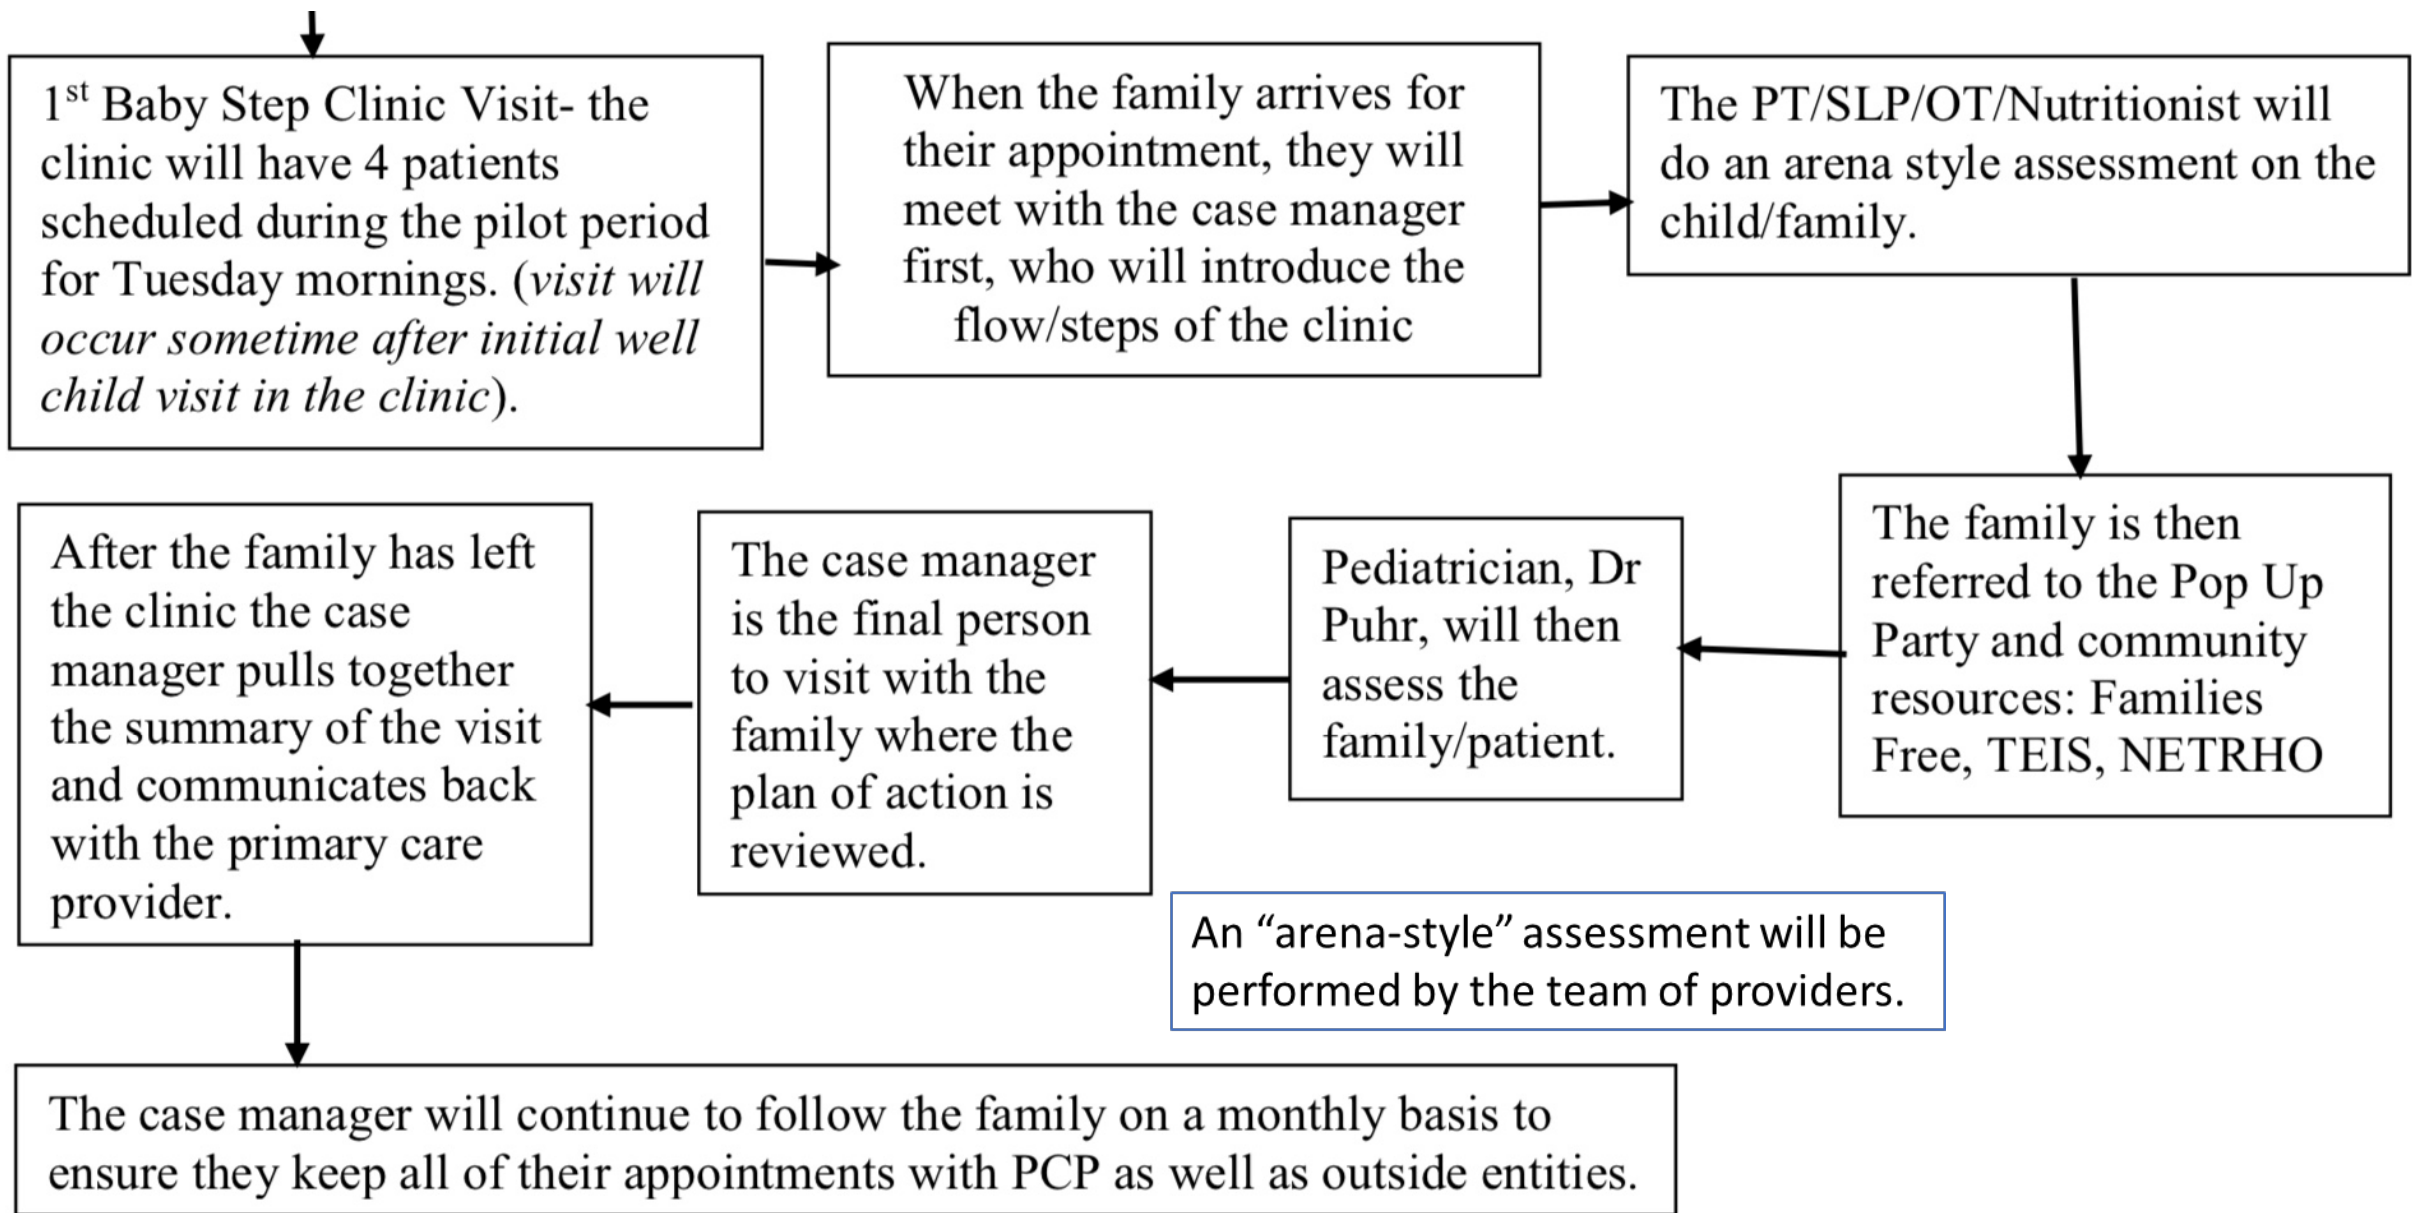 1st Baby Step Clinic Visit- the
clinic will have 4 patients
scheduled during the pilot period
for Tuesday mornings. (visit will
occur sometime after initial well
child visit in the clinic).
When the family arrives for
their appointment, they will
meet with the case manager
first, who will introduce the
flow/steps of the clinic
The PT/SLP/OT/Nutritionist will
do an arena style assessment on the
child/family.
The family is then
referred to the Pop Up
Party and community
resources: Families
Free, TEIS, NETRHO
Pediatrician, Dr
Puhr, will then
assess the
family/patient.
The case manager
is the final person
to visit with the
family where the
plan of action is
reviewed.
After the family has left
the clinic the case
manager pulls together
the summary of the visit
and communicates back
with the primary care
provider.
An “arena-style” assessment will be
performed by the team of providers.
The case manager will continue to follow the family on a monthly basis to
ensure they keep all of their appointments with PCP as well as outside entities.